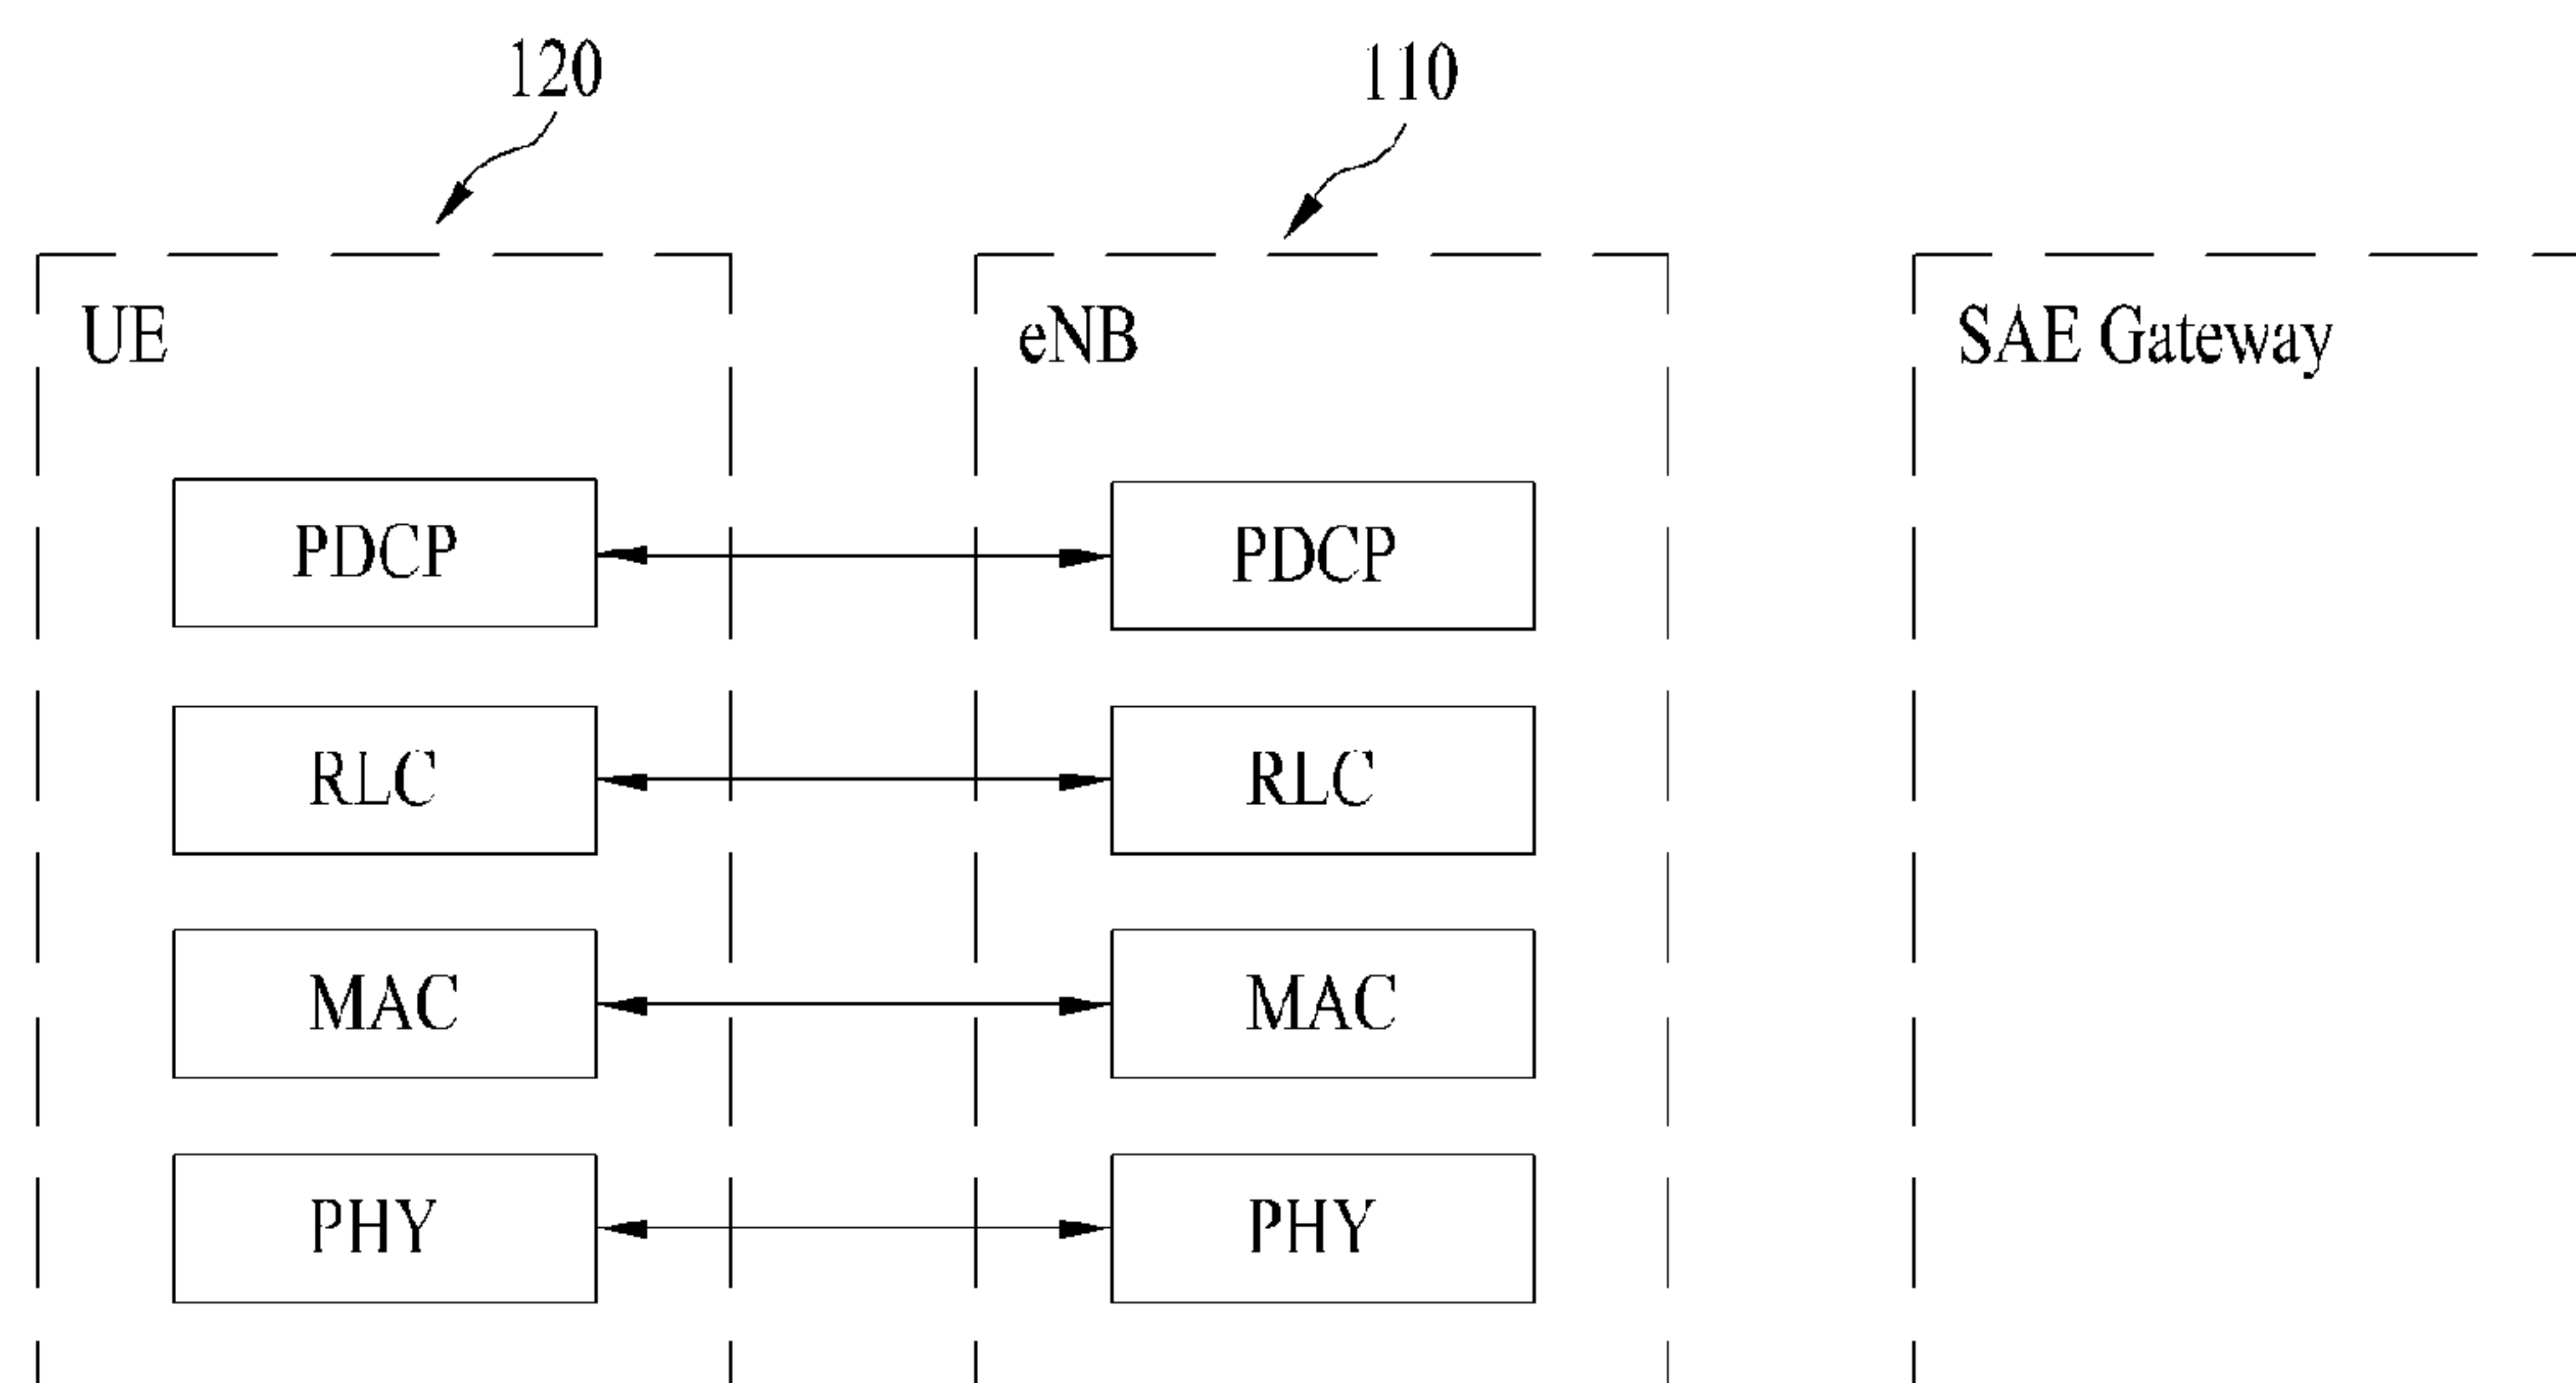 120
110
UE
eNB
SAE Gateway
PDCP
PDCP
RLC
RLC
MAC
MAC
PHY
PHY